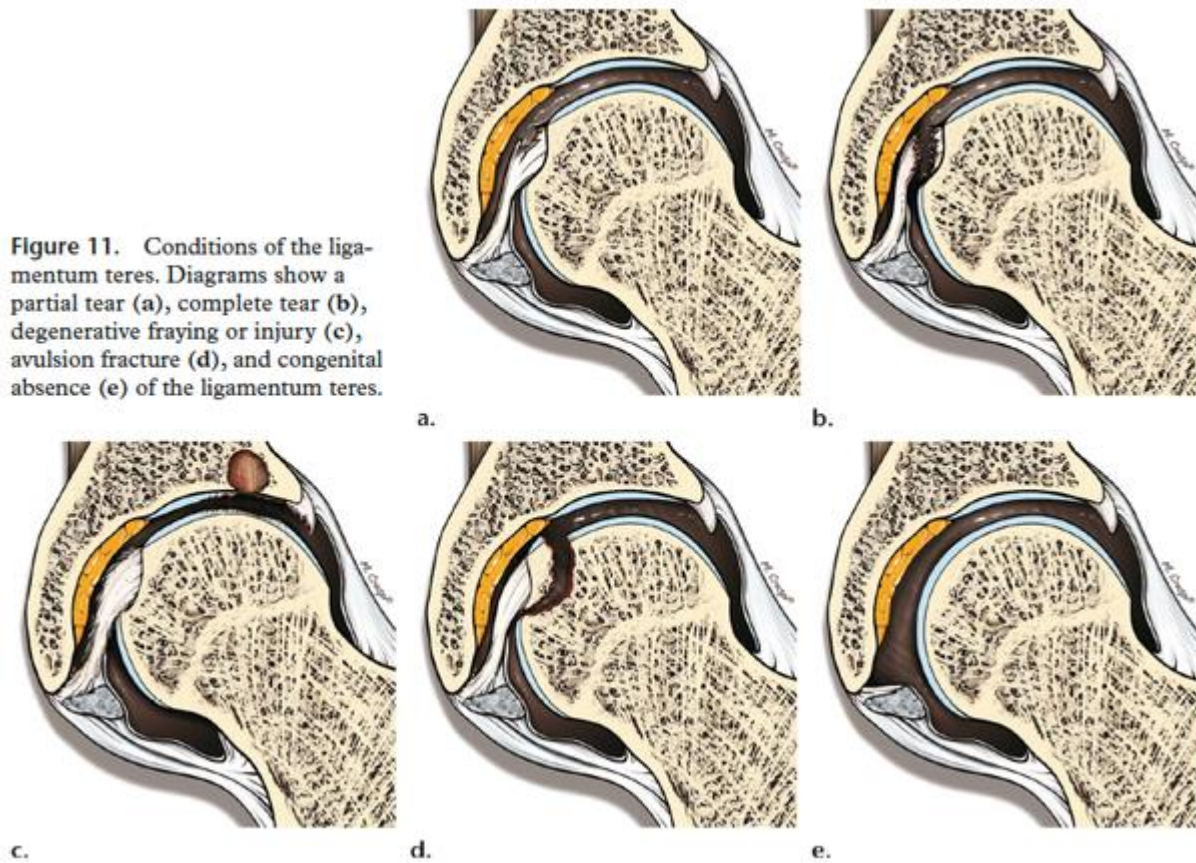 Figure 11. Conditions of the liga-
mentum teres. Diagrams show a
partial tear (a), complete tear (b),
degenerative fraying or injury (c),
avulsion fracture (d), and congenital
absence (e) of the ligamentum teres.
a.
b.
c.
d.
e.